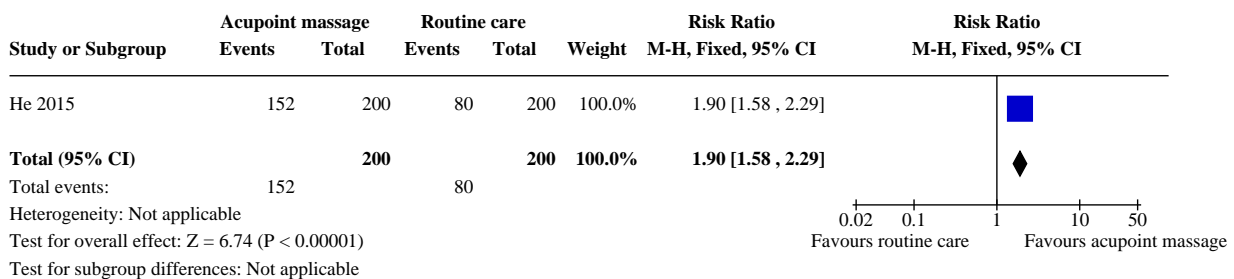 Acupoint massage Routine care Risk Ratio Risk Ratio
Study or Subgroup Events Total Events Total Weight M-H, Fixed, 95% CI M-H, Fixed, 95% CI
He 2015 152 200 80 200 100.0% 1.90 [1.58 , 2.29]
Total (95% CI) 200 200 100.0% 1.90 [1.58 , 2.29]
Total events: 152 80
Heterogeneity: Not applicable
0.02 0.1 1 10 50
Test for overall effect: Z = 6.74 (P < 0.00001) Favours routine care Favours acupoint massage
Test for subgroup differences: Not applicable